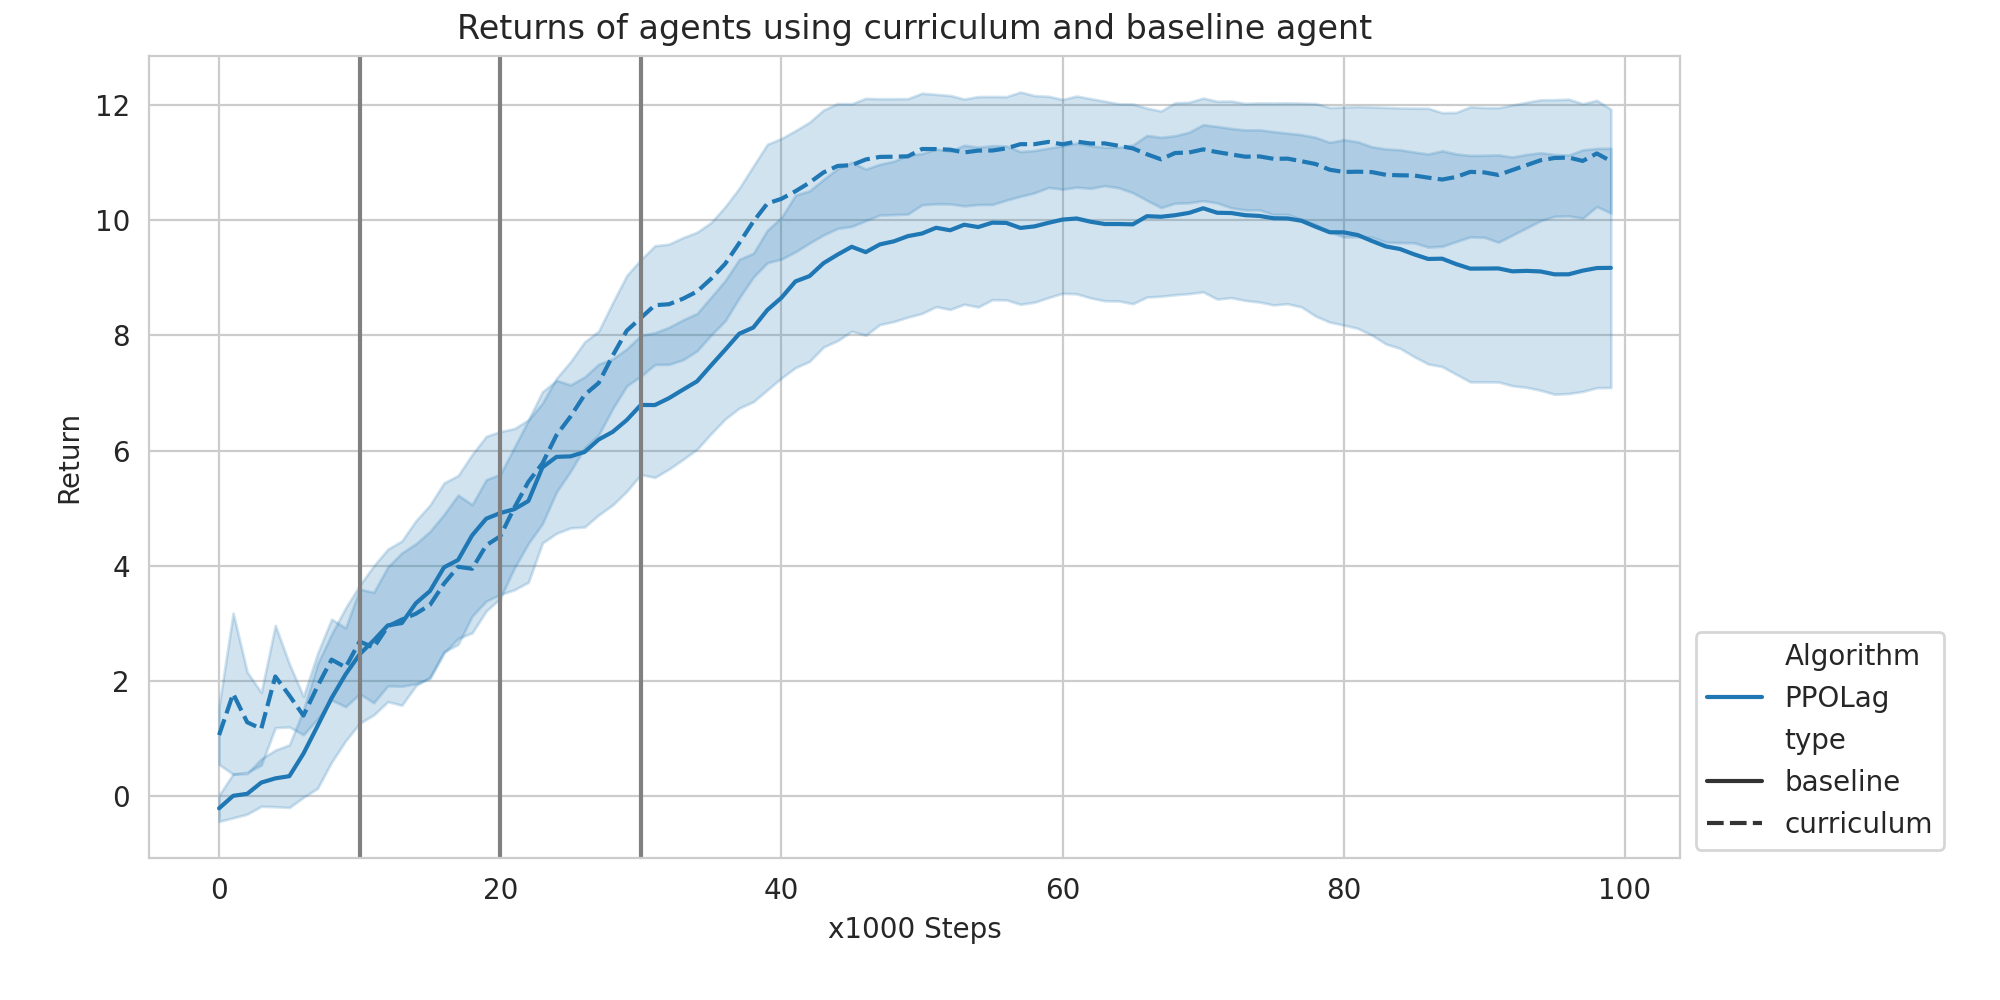 Returns of agents using curriculum and baseline agent
12
10
8
6
4
2
0
Return
0 20 40 60 80 100
x1000 Steps
Algorithm
PPOLag
type
baseline
curriculum